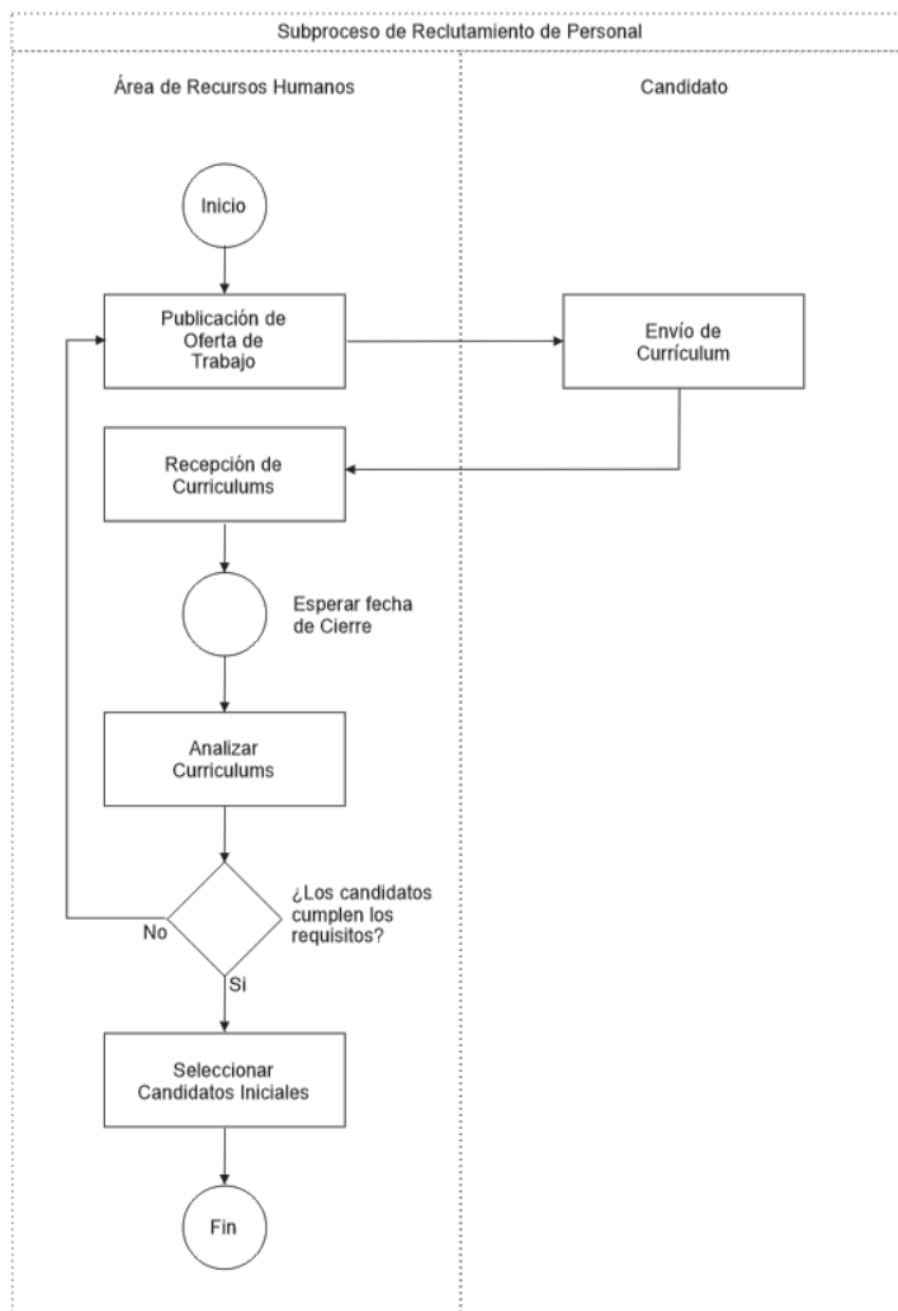 Subproceso de Reclutamiento de Personal
Área de Recursos Humanos
Candidato
Inicio
Publicación de
Oferta de
Trabajo
Envío de
Currículum
Recepción de
Curriculums
Esperar fecha
de Cierre
Analizar
Curriculums
¿Los candidatos
cumplen los
requisitos?
No
Si
Seleccionar
Candidatos Iniciales
Fin